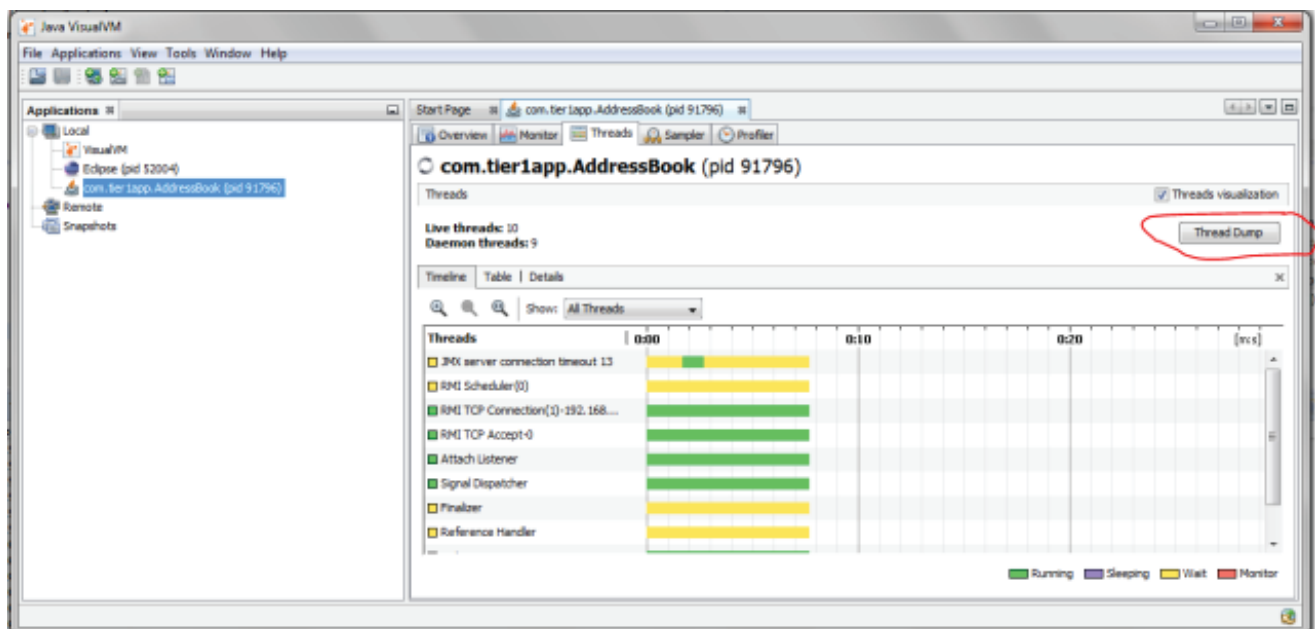 Java VisualVM
File Applications View Tools Window Help
Applications
Local
VisualVM
Eclipse (pid 52004)
com.tier1app.AddressBook (pid 91796)
Remote
Snapshots
Start Page com.tier1app.AddressBook (pid 91796)
Overview Monitor Threads Sampler Profiler
com.tier1app.AddressBook (pid 91796)
Threads Threads visualization
Live threads: 10
Daemon threads: 9
Thread Dump
Timeline Table Details
Show: All Threads
Threads 0:00 0:10 0:20
JMX server connection timeout 13
RMI Scheduler(0)
RMI TCP Connection(1)-192.168....
RMI TCP Accept-0
Attach Listener
Signal Dispatcher
Finalizer
Reference Handler
Running Sleeping Wait Monitor